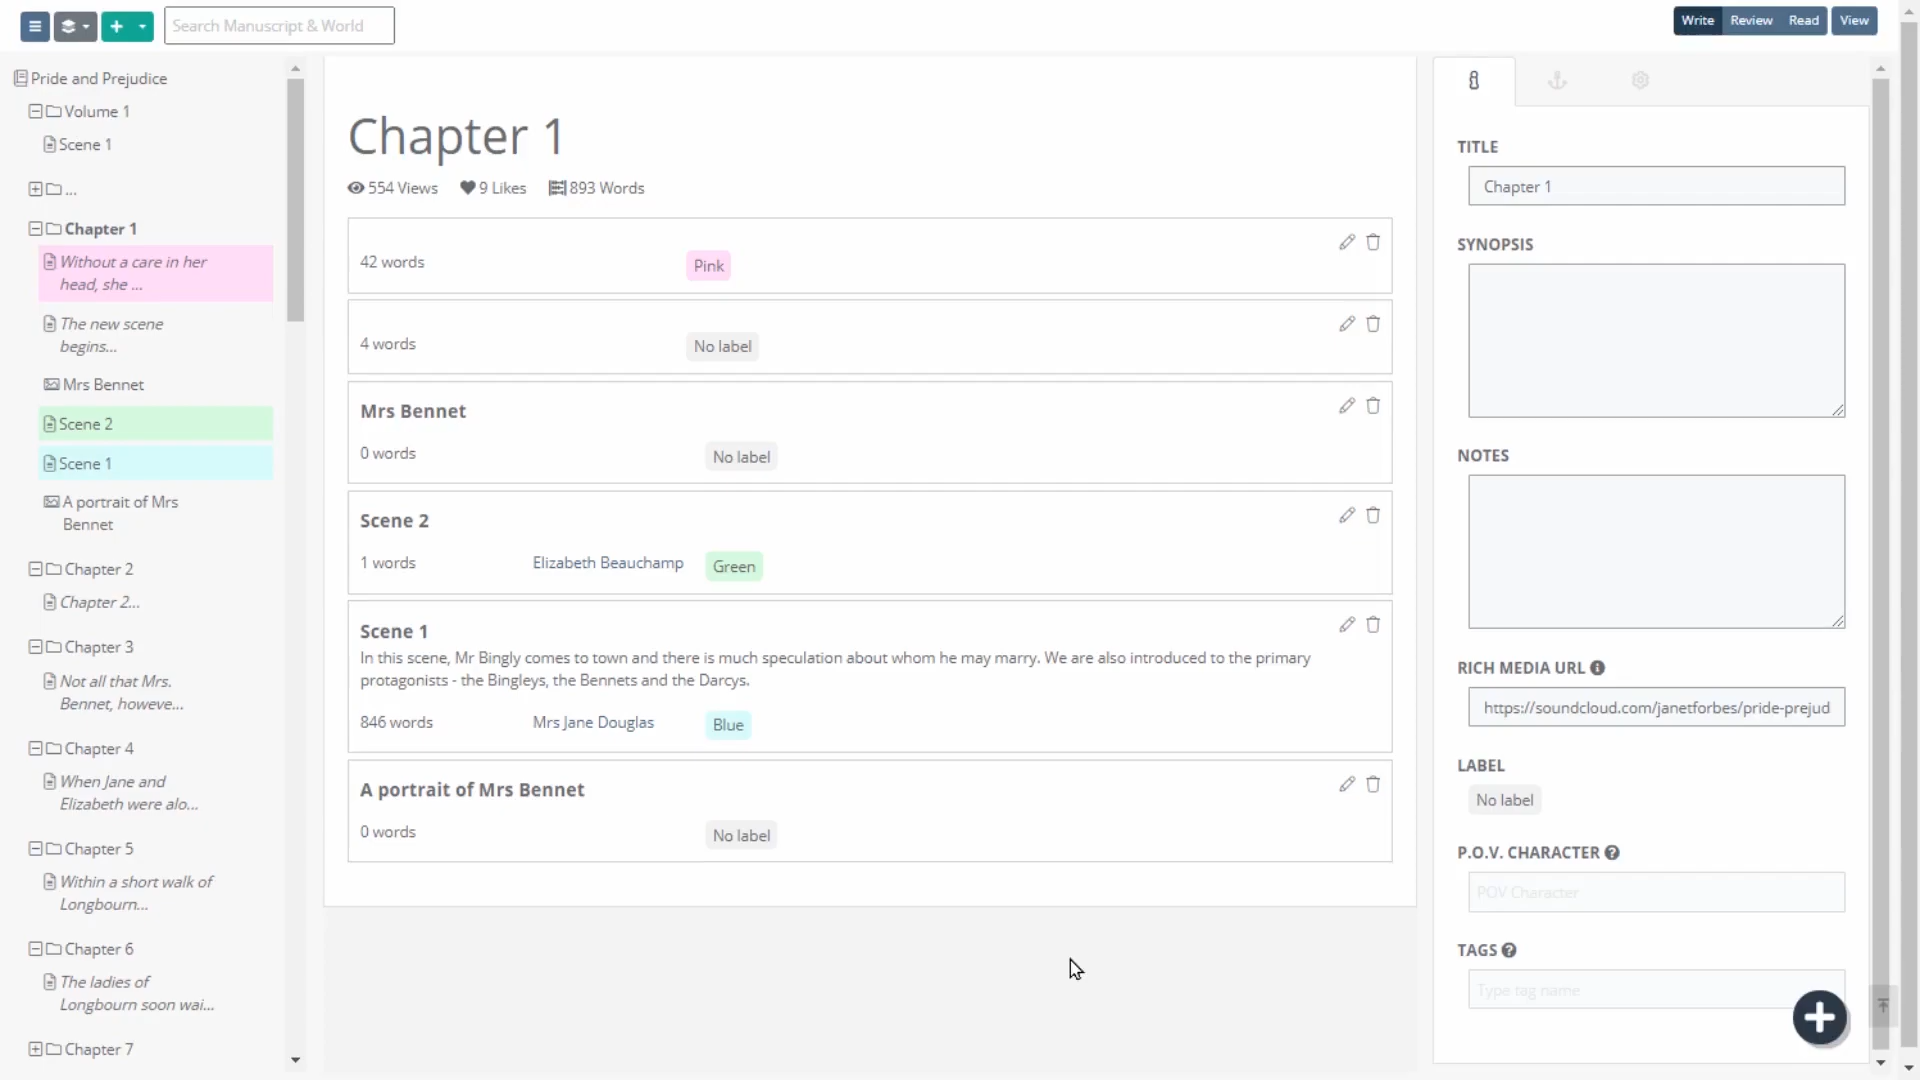 Search Manuscript & World
Write Review Read View
Pride and Prejudice
Volume 1
Scene 1
...
Chapter 1
Without a care in her
head, she ...
The new scene
begins...
Mrs Bennet
Scene 2
Scene 1
A portrait of Mrs
Bennet
Chapter 2
Chapter 2...
Chapter 3
Not all that Mrs.
Bennet, howeve...
Chapter 4
When Jane and
Elizabeth were alo...
Chapter 5
Within a short walk of
Longbourn...
Chapter 6
The ladies of
Longbourn soon wai...
Chapter 7
Chapter 1
554 Views 9 Likes 893 Words
42 words Pink
4 words No label
Mrs Bennet
0 words No label
Scene 2
1 words Elizabeth Beauchamp Green
Scene 1
In this scene, Mr Bingly comes to town and there is much speculation about whom he may marry. We are also introduced to the primary
protagonists - the Bingleys, the Bennets and the Darcys.
846 words Mrs Jane Douglas Blue
A portrait of Mrs Bennet
0 words No label
TITLE
Chapter 1
SYNOPSIS
NOTES
RICH MEDIA URL
https://soundcloud.com/janetforbes/pride-prejud
LABEL
No label
P.O.V. CHARACTER
POV Character
TAGS
Type tag name